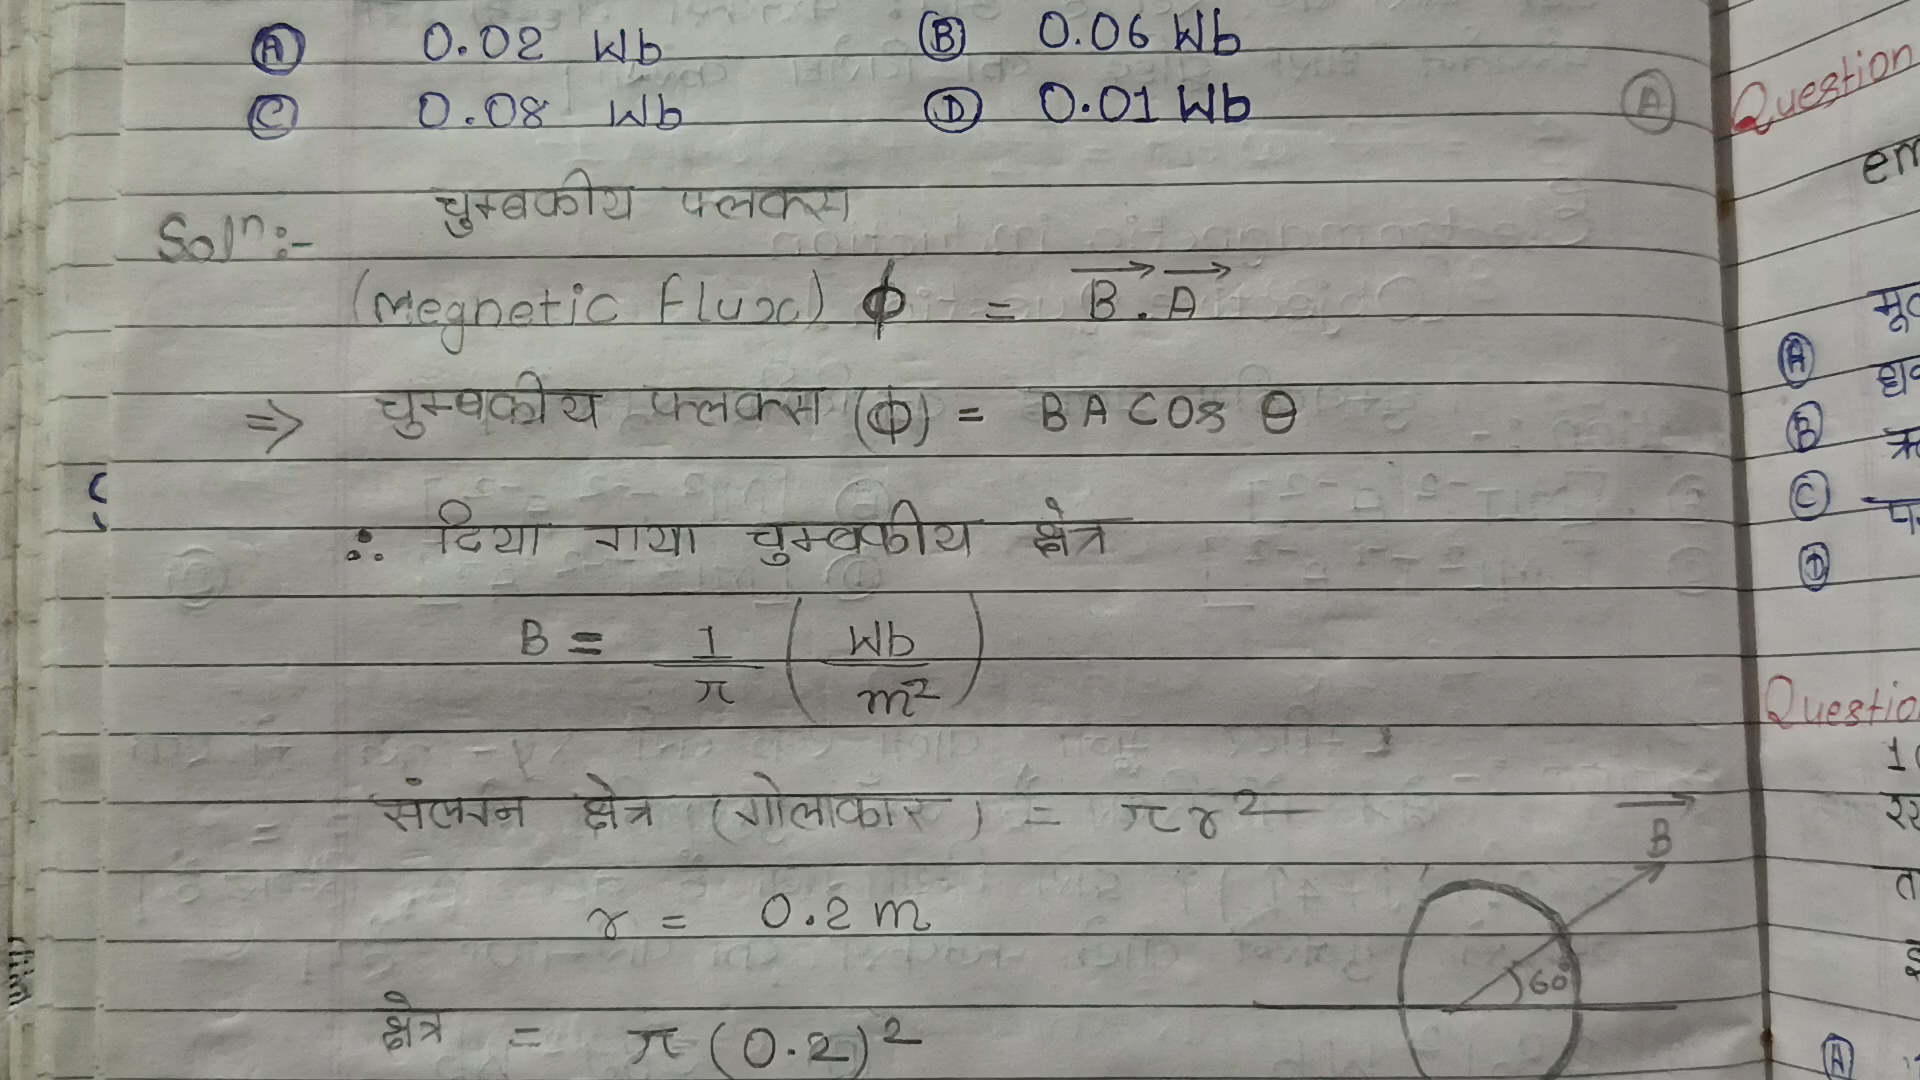 Ⓐ 0.02 Wb Ⓑ 0.06 Wb
Ⓒ 0.08 Wb Ⓓ 0.01 Wb Ⓐ
Solⁿ:- चुम्बकीय फ्लक्स
(Megnetic Flux) ϕ = B⃗.A⃗
⇒ चुम्बकीय फ्लक्स (ϕ) = BA Cos θ
∴ दिया गया चुम्बकीय क्षेत्र
B = 1/π (Wb/m²)
संलग्न क्षेत्र (गोलाकार) = πr²
B⃗
r = 0.2 m
60°
क्षेत्र = π(0.2)²
Question
em
Ⓐ
Ⓑ
Ⓒ
Ⓓ
Questio
Ⓐ